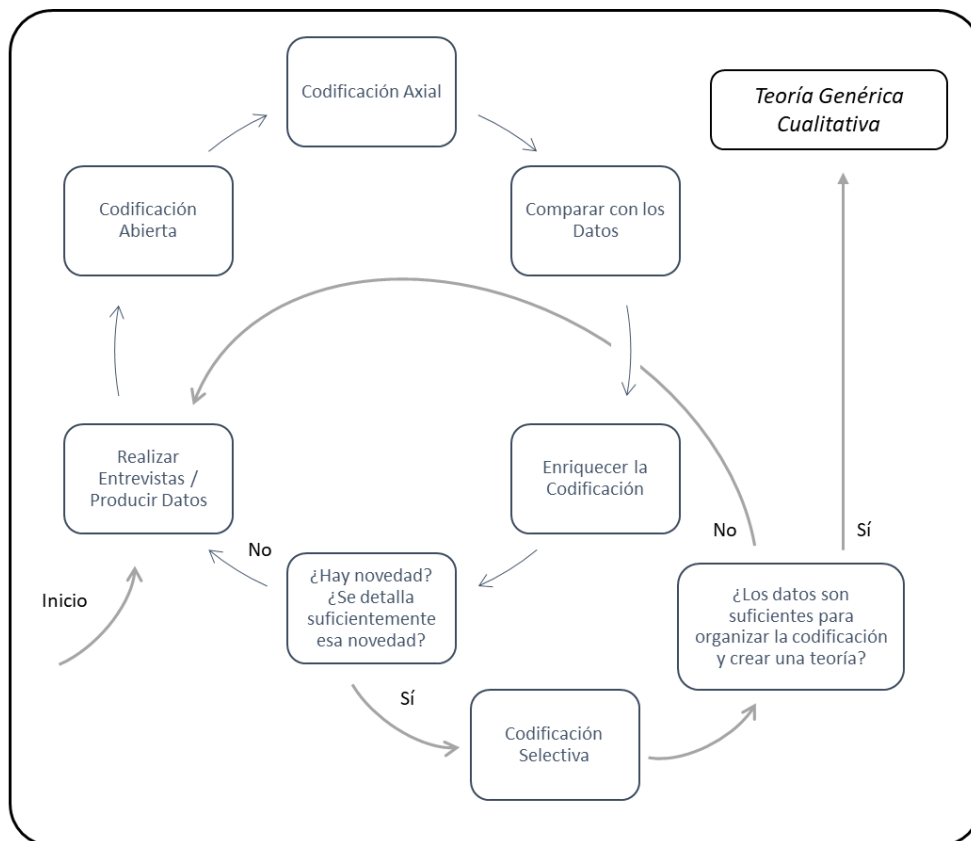 Codificación Axial
Teoría Genérica
Cualitativa
Codificación
Abierta
Comparar con los
Datos
Realizar
Entrevistas /
Producir Datos
Enriquecer la
Codificación
No
Sí
No
¿Hay novedad?
¿Se detalla
suficientemente
esa novedad?
¿Los datos son
suficientes para
organizar la codificación
y crear una teoría?
Inicio
Sí
Codificación
Selectiva